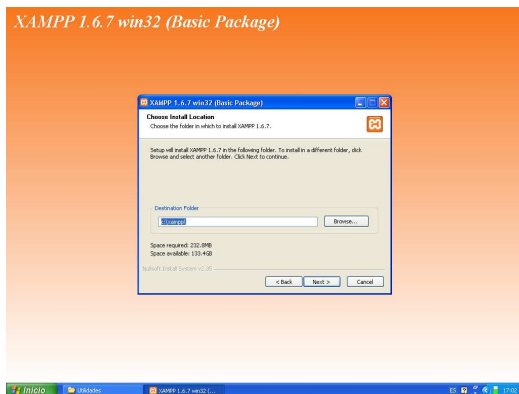 XAMPP 1.6.7 win32 (Basic Package)
XAMPP 1.6.7 win32 (Basic Package)
Choose Install Location
Choose the folder in which to install XAMPP 1.6.7.
Setup will install XAMPP 1.6.7 in the following folder. To install in a different folder, click
Browse and select another folder. Click Next to continue.
Destination Folder
c:\xampp\
Browse...
Space required: 232.8MB
Space available: 133.4GB
Nullsoft Install System v2.35
< Back Next > Cancel
Inicio Utilidades XAMPP 1.6.7 win32 (... ES 17:02